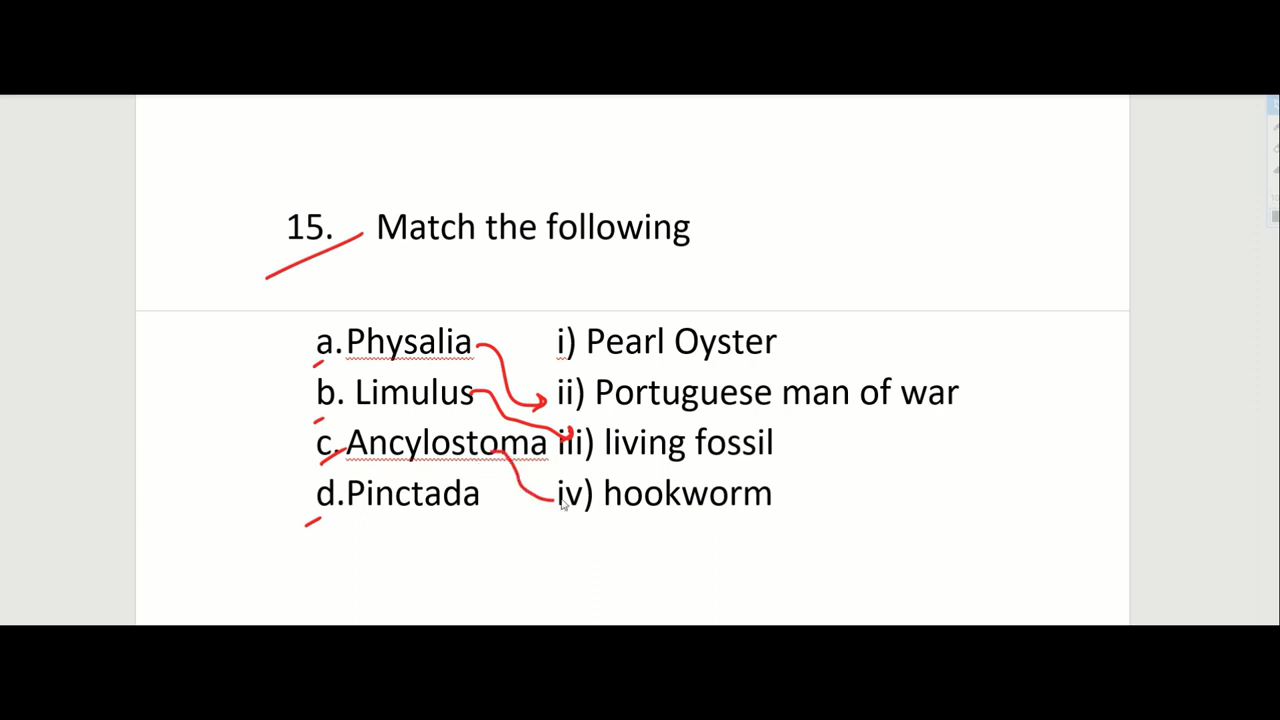 15. Match the following
a.Physalia i) Pearl Oyster
b. Limulus ii) Portuguese man of war
c. Ancylostoma iii) living fossil
d.Pinctada iv) hookworm